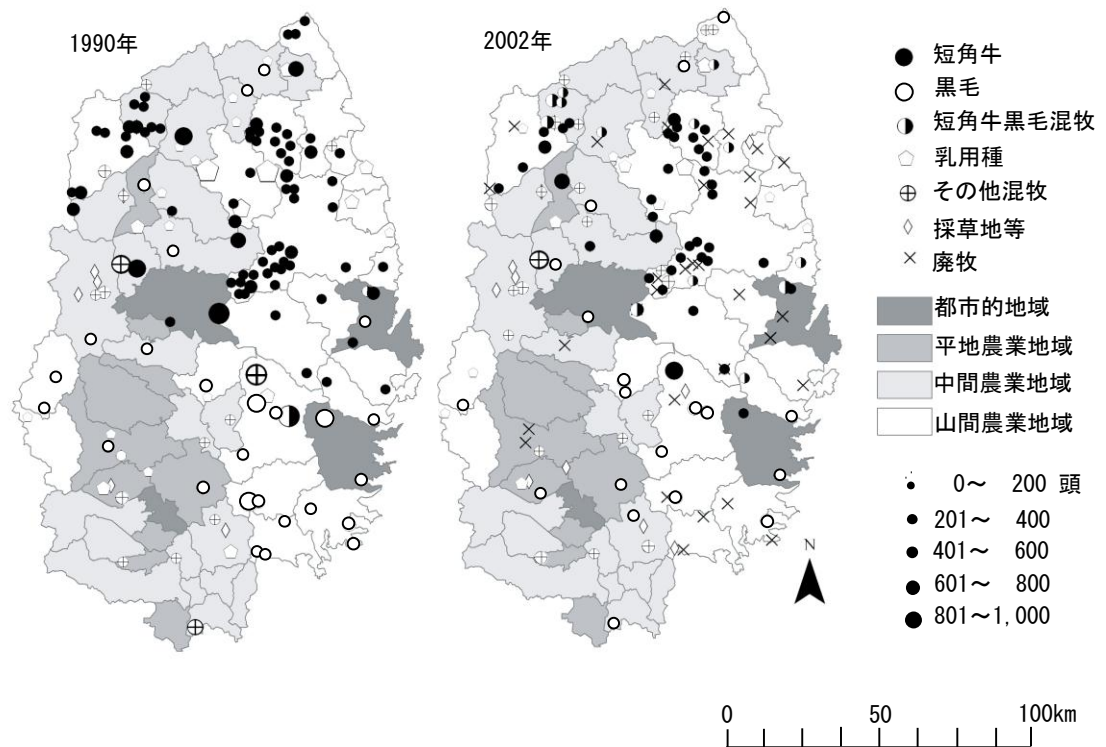 1990年
2002年
短角牛
黒毛
短角牛黒毛混牧
乳用種
その他混牧
採草地等
廃牧
都市的地域
平地農業地域
中間農業地域
山間農業地域
0～ 200 頭
201～ 400
401～ 600
601～ 800
801～1,000
N
0 50 100km